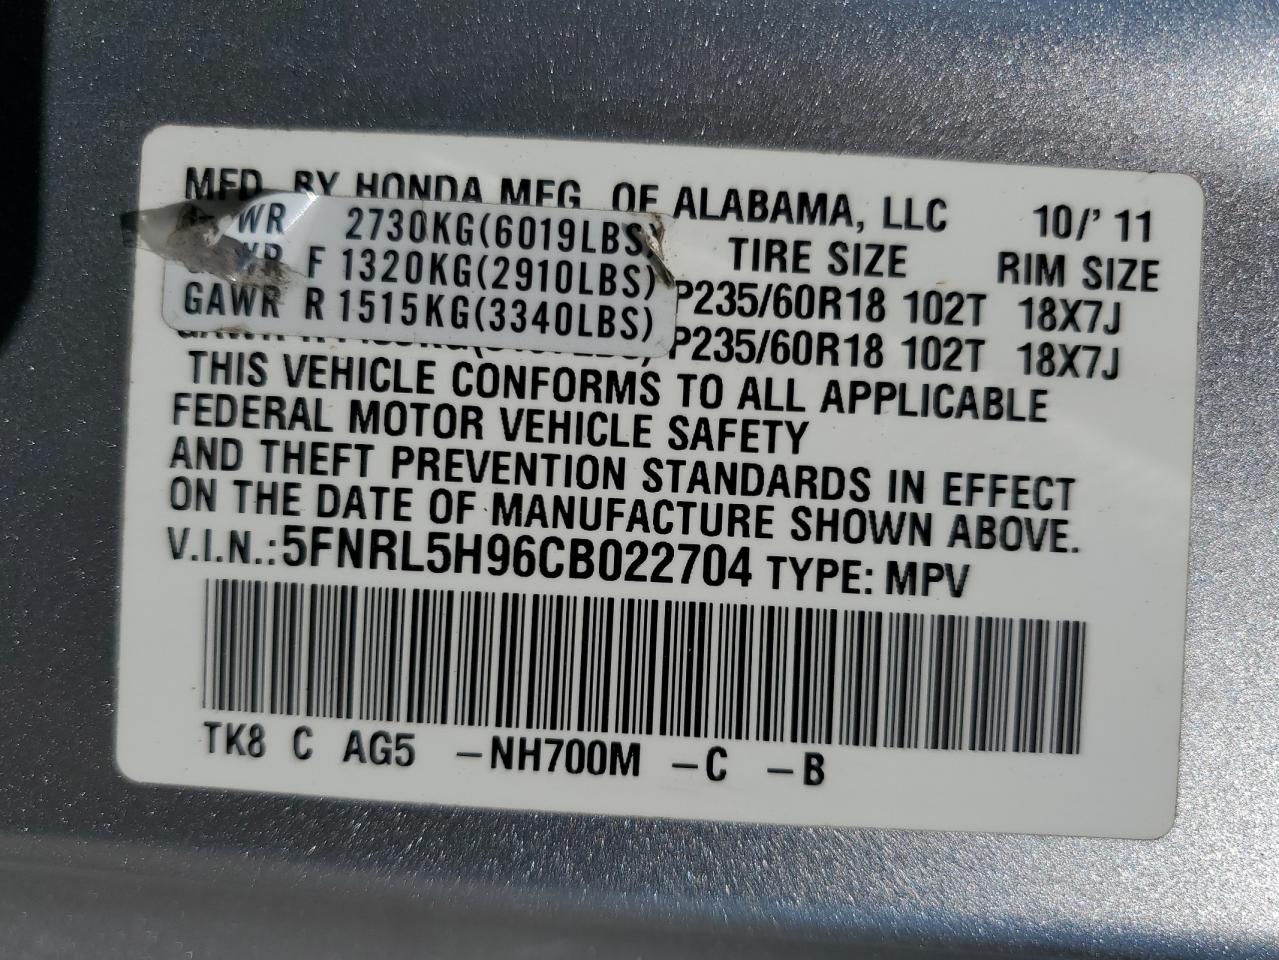 MFD. BY HONDA MFG. OF ALABAMA, LLC 10/'11
WR 2730KG(6019LBS) TIRE SIZE RIM SIZE
F 1320KG(2910LBS) P235/60R18 102T 18X7J
GAWR R 1515KG(3340LBS)
P235/60R18 102T 18X7J
THIS VEHICLE CONFORMS TO ALL APPLICABLE
FEDERAL MOTOR VEHICLE SAFETY
AND THEFT PREVENTION STANDARDS IN EFFECT
ON THE DATE OF MANUFACTURE SHOWN ABOVE.
V.I.N.:5FNRL5H96CB022704 TYPE: MPV
TK8 C AG5 -NH700M -C -B